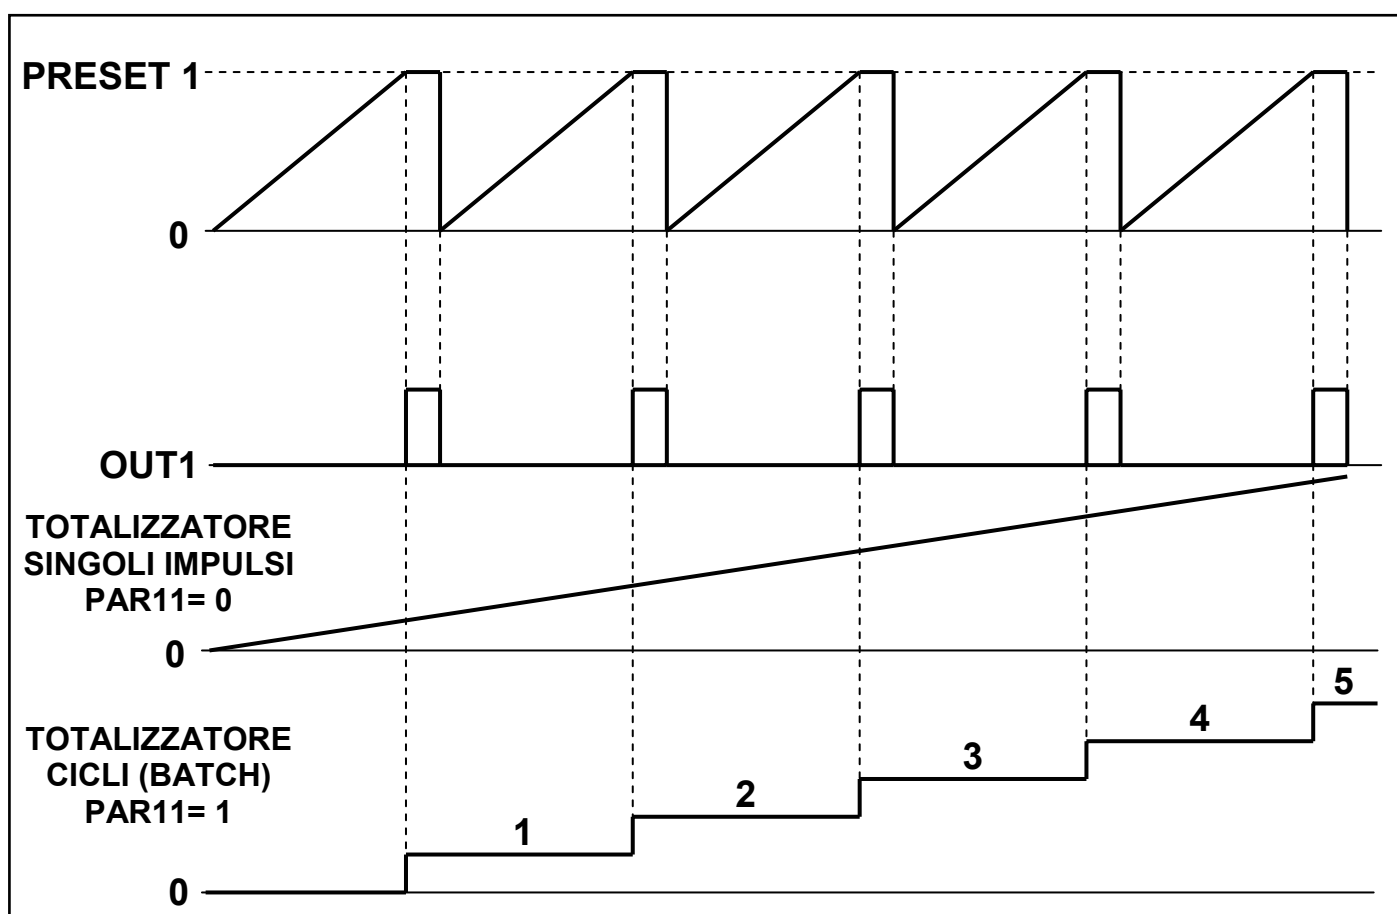 PRESET 1
0
OUT1
TOTALIZZATORE
SINGOLI IMPULSI
PAR11= 0
0
5
4
TOTALIZZATORE
CICLI (BATCH)
PAR11= 1
3
2
1
0